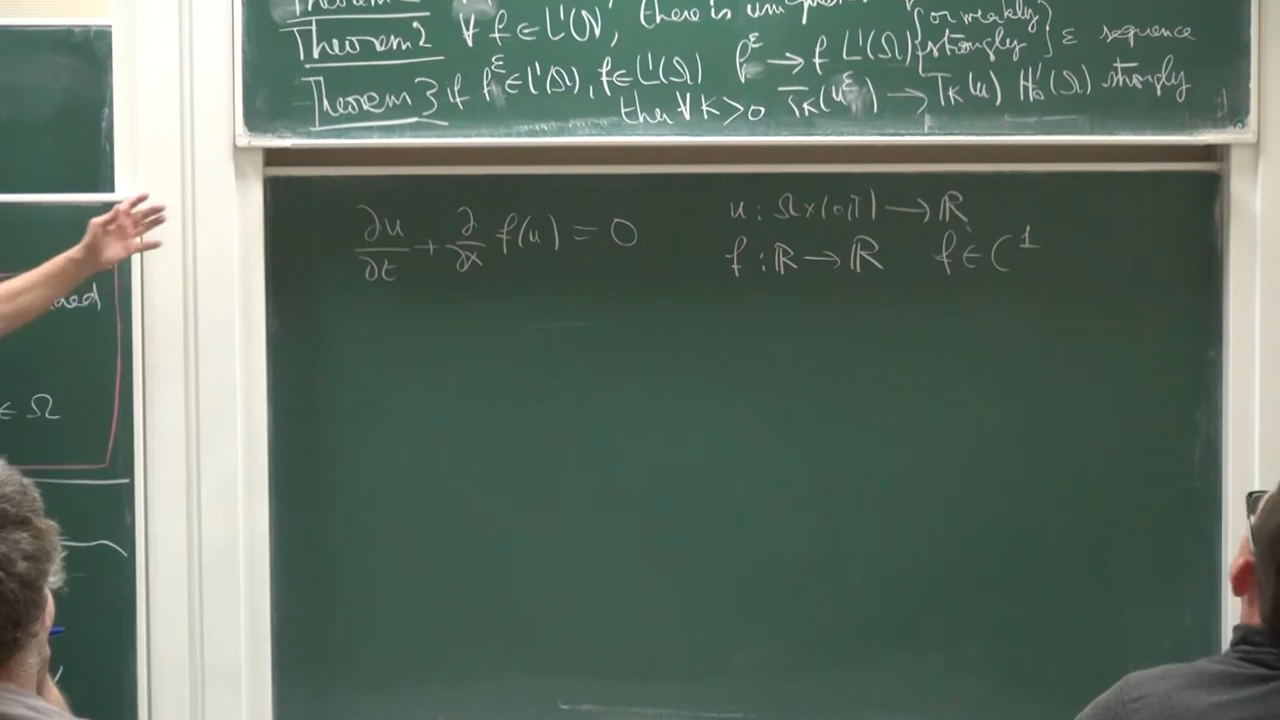 Theorem 2 ∀ f ∈ L¹(Ω), there is
{or weakly
strongly} ε sequence
Theorem 3 if f^ε ∈ L¹(Ω), f ∈ L¹(Ω) f^ε → f L¹(Ω)
then ∀ K > 0 T_K(u^ε) → T_K(u) H¹₀(Ω) strongly
∂u/∂t + ∂/∂x f(u) = 0
u : Ω×(0,T) → ℝ
f : ℝ → ℝ f ∈ C¹
∈ Ω